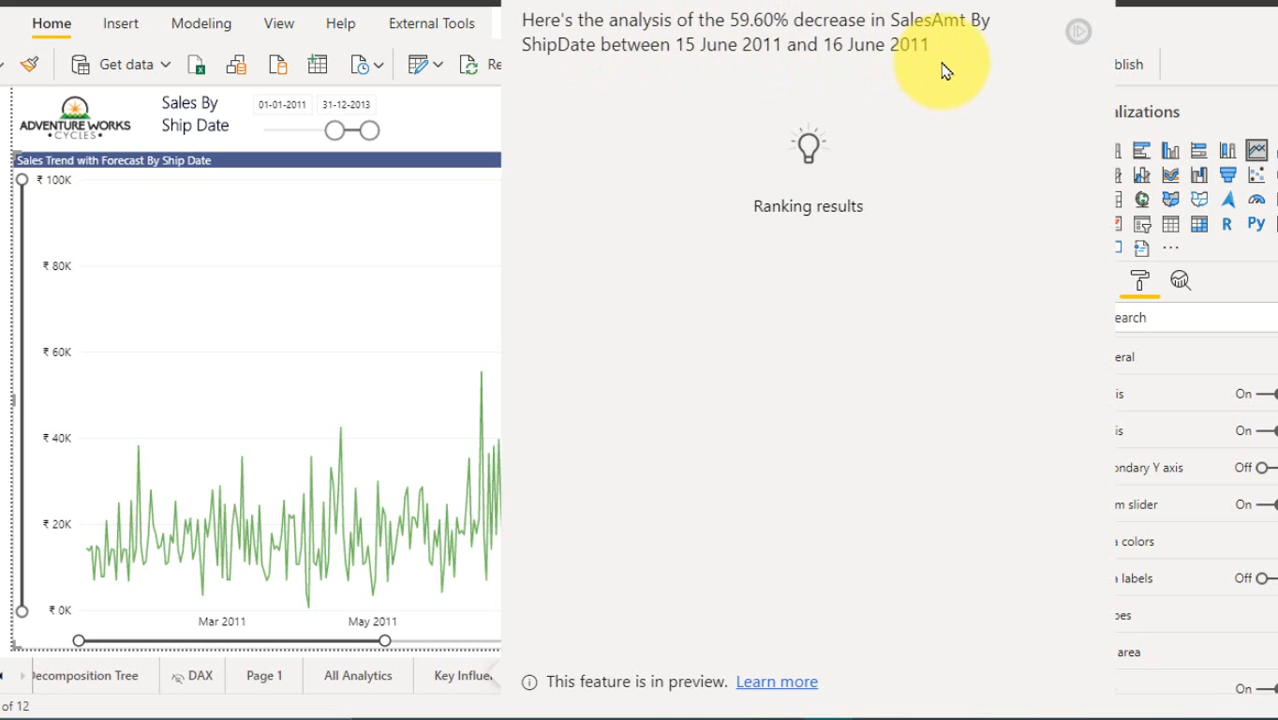 Home Insert Modeling View Help External Tools
Get data
Re
blish
Here's the analysis of the 59.60% decrease in SalesAmt By
ShipDate between 15 June 2011 and 16 June 2011
Ranking results
This feature is in preview. Learn more
ADVENTURE WORKS
CYCLES
Sales By
Ship Date
01-01-2011 31-12-2013
Sales Trend with Forecast By Ship Date
₹ 100K
₹ 80K
₹ 60K
₹ 40K
₹ 20K
₹ 0K
Mar 2011 May 2011
ecomposition Tree DAX Page 1 All Analytics Key Influe
of 12
lizations
R Py
earch
eral
is On
is On
ondary Y axis Off
m slider On
a colors
a labels Off
pes
area
On